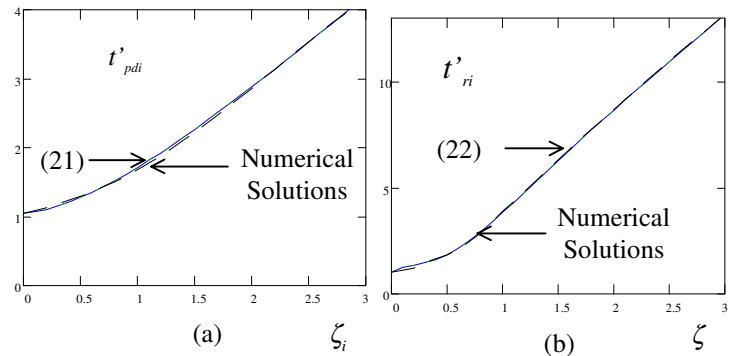 4
3
2
1
0
t'pdi
(21)
Numerical
Solutions
0 0.5 1 1.5 2 2.5 3
(a)
ζi
10
5
0
t'ri
(22)
Numerical
Solutions
0 0.5 1 1.5 2 2.5 3
(b)
ζ